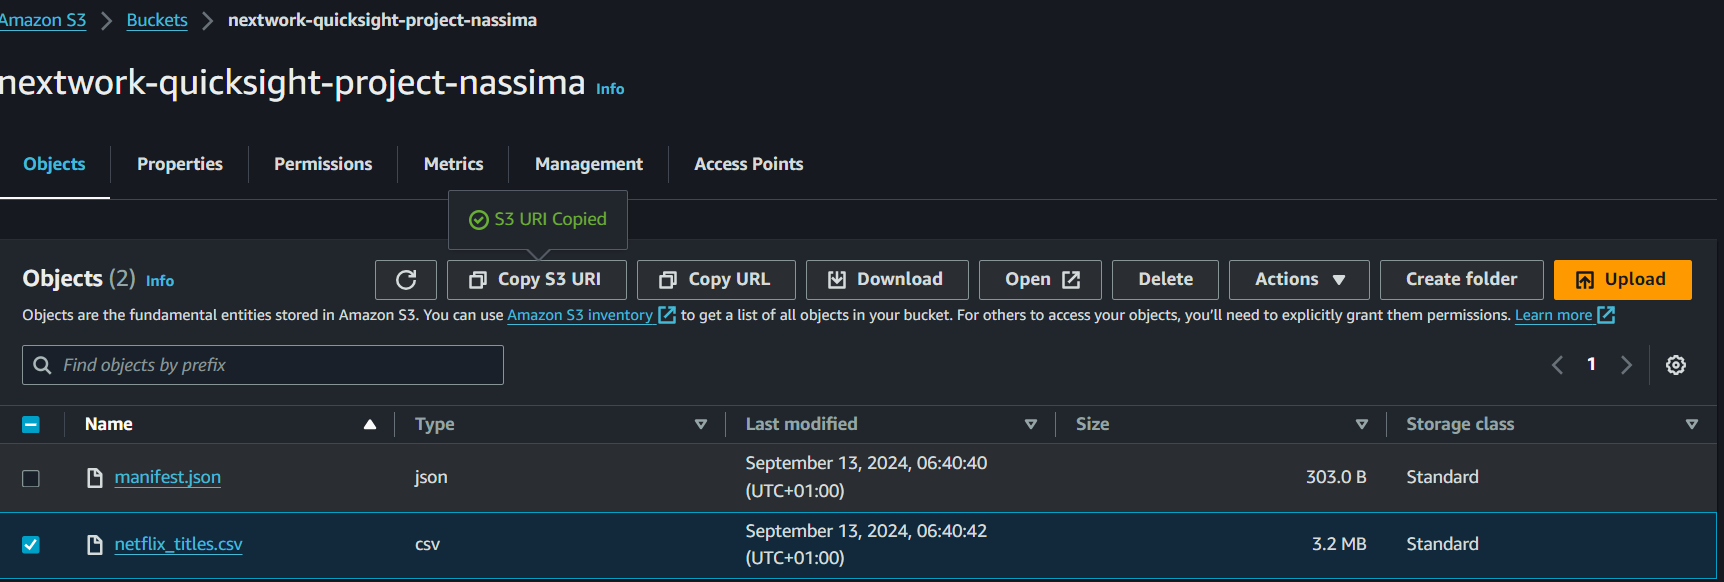 Amazon S3 > Buckets > nextwork-quicksight-project-nassima
nextwork-quicksight-project-nassima Info
Objects Properties Permissions Metrics Management Access Points
S3 URI Copied
Objects (2) Info Copy S3 URI Copy URL Download Open Delete Actions Create folder Upload
Objects are the fundamental entities stored in Amazon S3. You can use Amazon S3 inventory to get a list of all objects in your bucket. For others to access your objects, you'll need to explicitly grant them permissions. Learn more
Find objects by prefix 1
Name Type Last modified Size Storage class
manifest.json json September 13, 2024, 06:40:40 (UTC+01:00) 303.0 B Standard
netflix_titles.csv csv September 13, 2024, 06:40:42 (UTC+01:00) 3.2 MB Standard